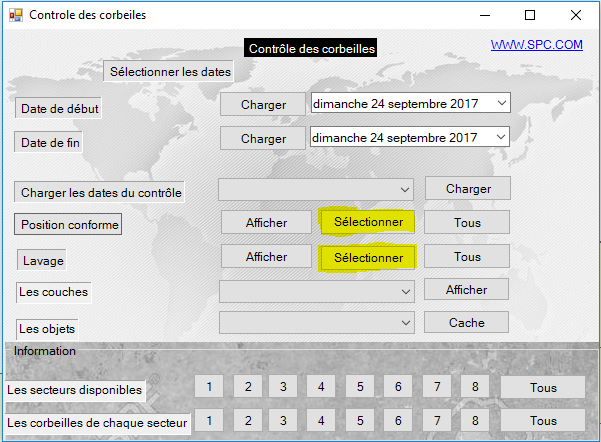 Controle des corbeiles
Contrôle des corbeilles
WWW.SPC.COM
Sélectionner les dates
Date de début Charger dimanche 24 septembre 2017
Date de fin Charger dimanche 24 septembre 2017
Charger les dates du contrôle Charger
Position conforme Afficher Sélectionner Tous
Lavage Afficher Sélectionner Tous
Les couches Afficher
Les objets Cache
Information
Les secteurs disponibles 1 2 3 4 5 6 7 8 Tous
Les corbeilles de chaque secteur 1 2 3 4 5 6 7 8 Tous